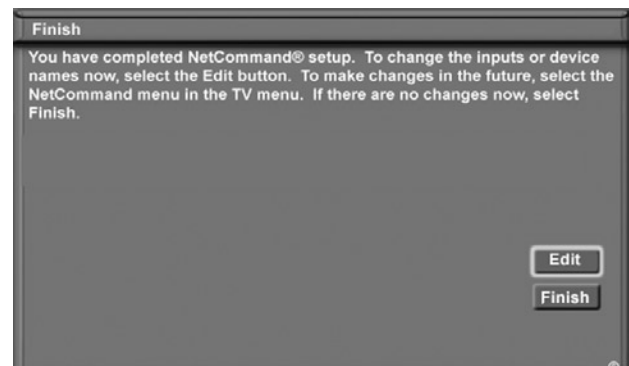 Finish
You have completed NetCommand® setup. To change the inputs or device
names now, select the Edit button. To make changes in the future, select the
NetCommand menu in the TV menu. If there are no changes now, select
Finish.
Edit
Finish
®